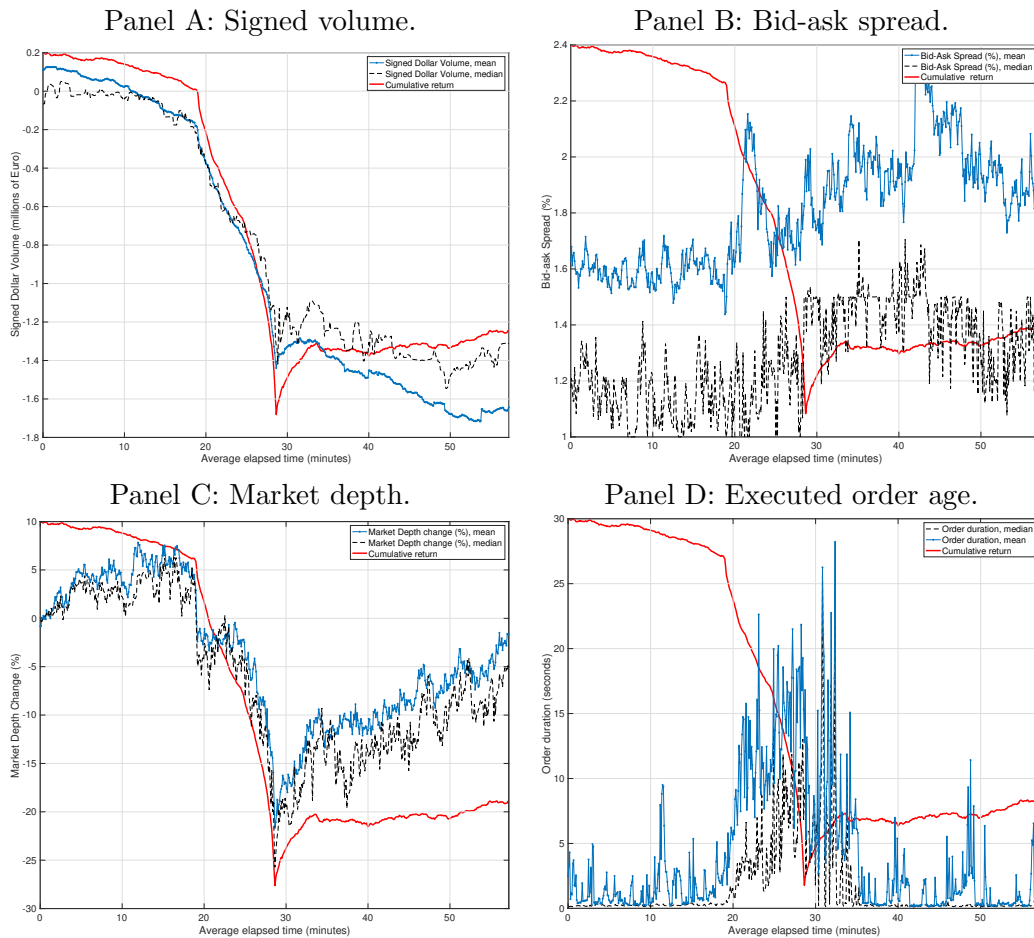 Panel A: Signed volume.
Signed Dollar Volume, mean
Signed Dollar Volume, median
Cumulative return
0.2
0
-0.2
-0.4
-0.6
-0.8
-1
-1.2
-1.4
-1.6
-1.8
Signed Dollar Volume (millions of Euro)
0 10 20 30 40 50
Average elapsed time (minutes)
Panel B: Bid-ask spread.
Bid-Ask Spread (%), mean
Bid-Ask Spread (%), median
Cumulative return
2.4
2.2
2
1.8
1.6
1.4
1.2
1
Bid-ask Spread (%)
0 10 20 30 40 50
Average elapsed time (minutes)
Panel C: Market depth.
Market Depth change (%), mean
Market Depth change (%), median
Cumulative return
10
5
0
-5
-10
-15
-20
-25
-30
Market Depth Change (%)
0 10 20 30 40 50
Average elapsed time (minutes)
Panel D: Executed order age.
Order duration, median
Order duration, mean
Cumulative return
30
25
20
15
10
5
0
Order duration (seconds)
0 10 20 30 40 50
Average elapsed time (minutes)